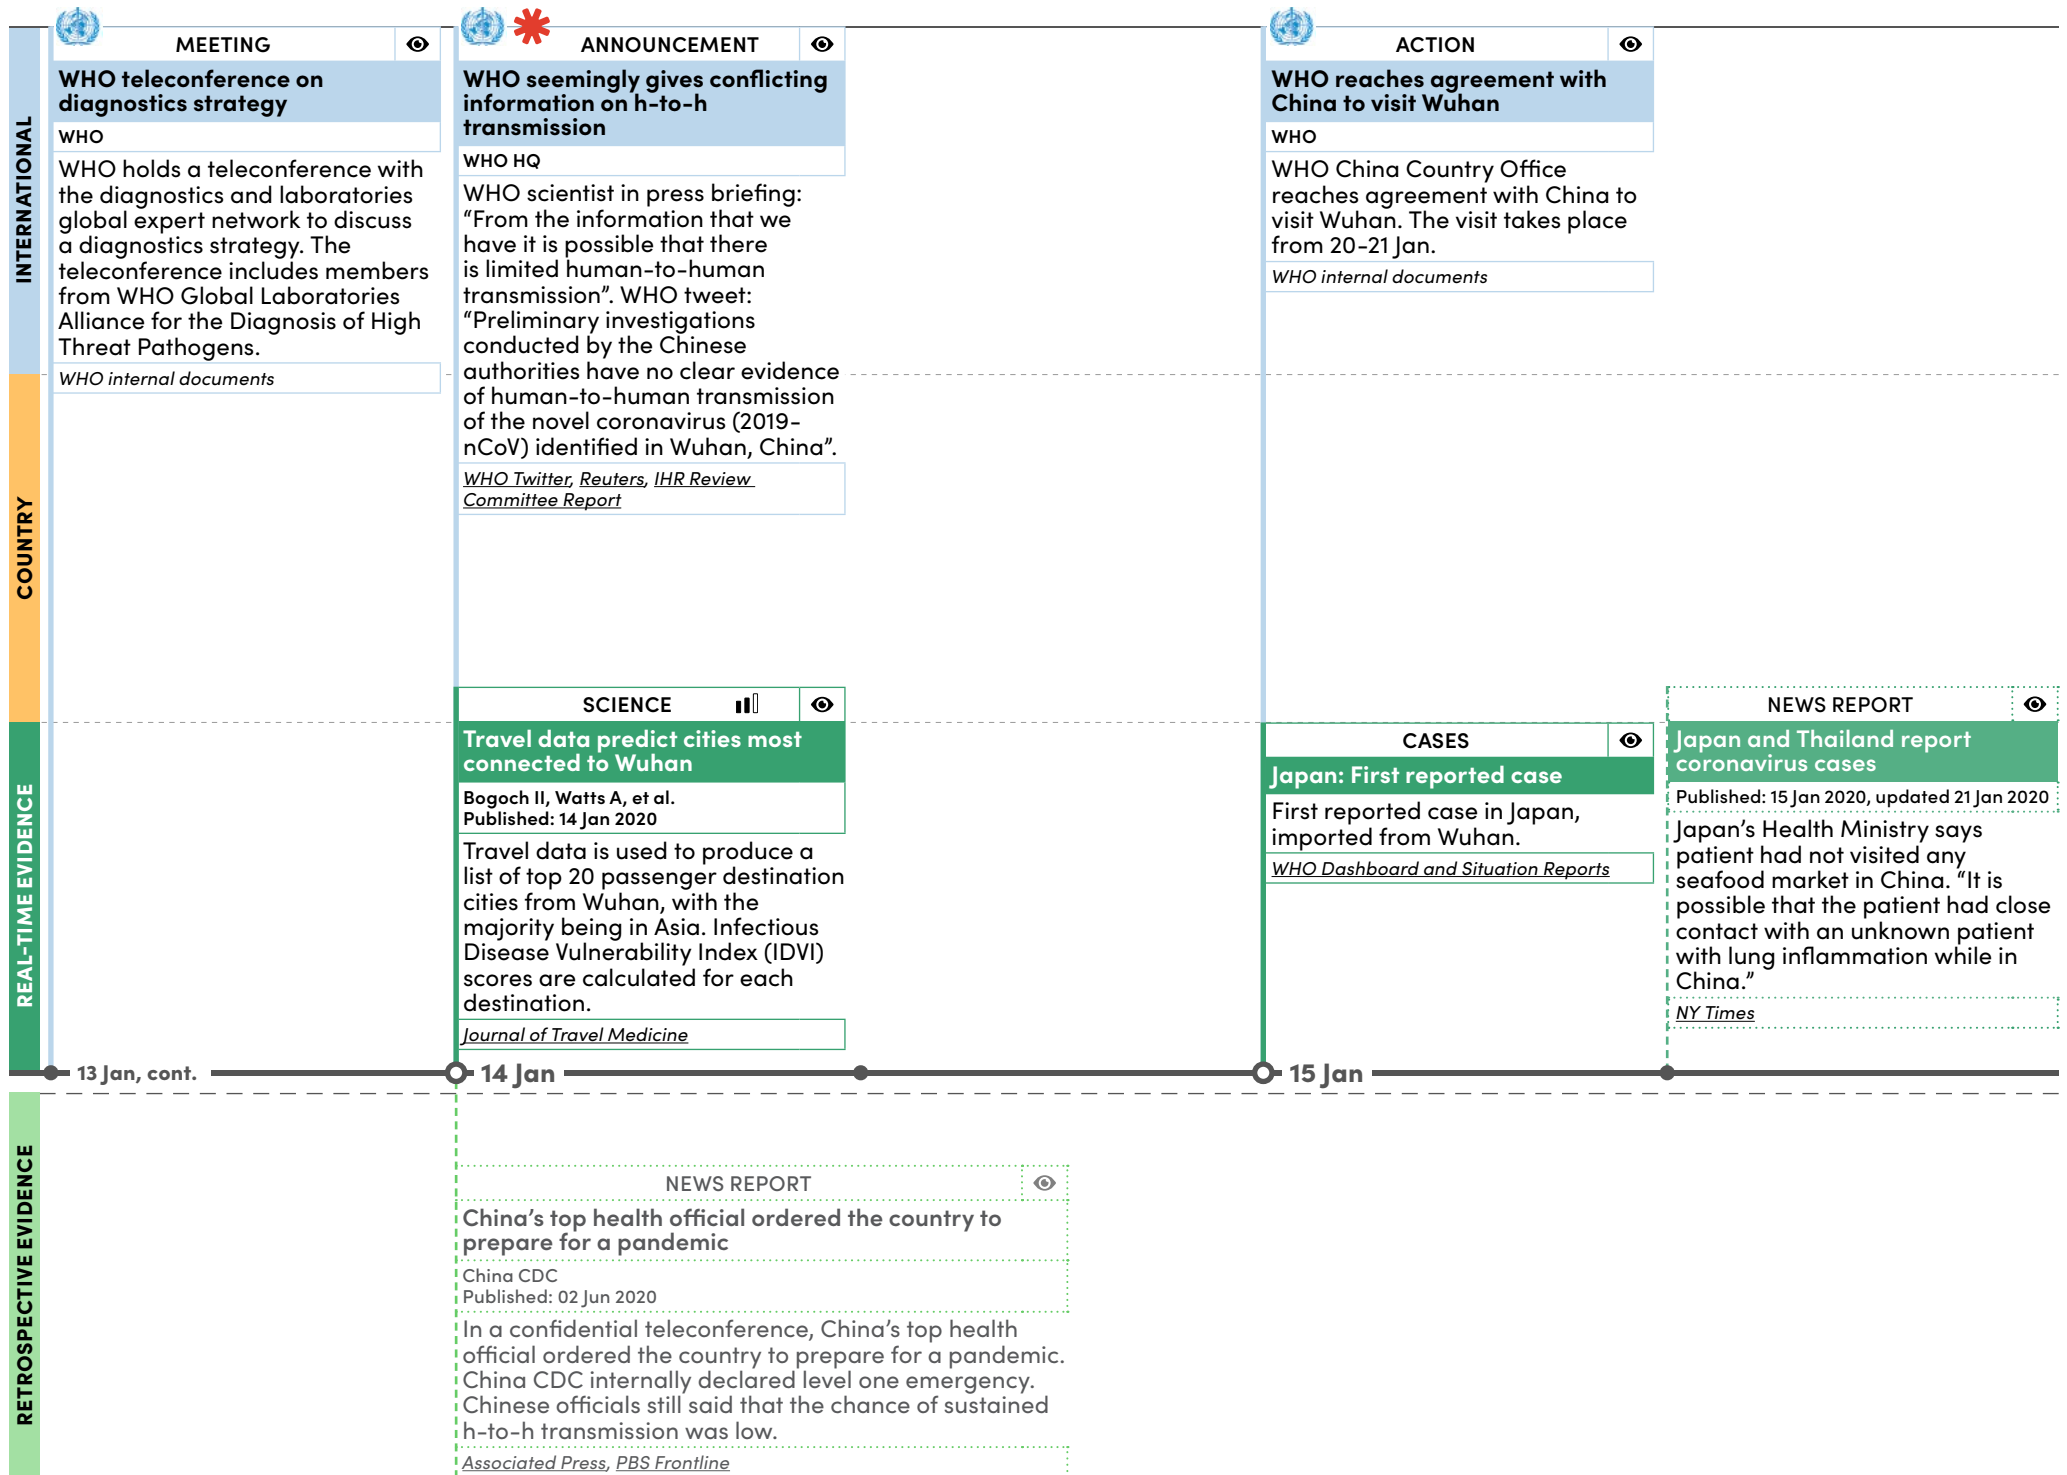 INTERNATIONAL
MEETING
WHO teleconference on
diagnostics strategy
WHO
WHO holds a teleconference with
the diagnostics and laboratories
global expert network to discuss
a diagnostics strategy. The
teleconference includes members
from WHO Global Laboratories
Alliance for the Diagnosis of High
Threat Pathogens.
WHO internal documents
ANNOUNCEMENT
WHO seemingly gives conflicting
information on h-to-h
transmission
WHO HQ
WHO scientist in press briefing:
“From the information that we
have it is possible that there
is limited human-to-human
transmission”. WHO tweet:
“Preliminary investigations
conducted by the Chinese
authorities have no clear evidence
of human-to-human transmission
of the novel coronavirus (2019-
nCoV) identified in Wuhan, China”.
WHO Twitter, Reuters, IHR Review
Committee Report
ACTION
WHO reaches agreement with
China to visit Wuhan
WHO
WHO China Country Office
reaches agreement with China to
visit Wuhan. The visit takes place
from 20-21 Jan.
WHO internal documents
COUNTRY
REAL-TIME EVIDENCE
SCIENCE
Travel data predict cities most
connected to Wuhan
Bogoch II, Watts A, et al.
Published: 14 Jan 2020
Travel data is used to produce a
list of top 20 passenger destination
cities from Wuhan, with the
majority being in Asia. Infectious
Disease Vulnerability Index (IDVI)
scores are calculated for each
destination.
Journal of Travel Medicine
CASES
Japan: First reported case
First reported case in Japan,
imported from Wuhan.
WHO Dashboard and Situation Reports
NEWS REPORT
Japan and Thailand report
coronavirus cases
Published: 15 Jan 2020, updated 21 Jan 2020
Japan’s Health Ministry says
patient had not visited any
seafood market in China. “It is
possible that the patient had close
contact with an unknown patient
with lung inflammation while in
China.”
NY Times
13 Jan, cont.
14 Jan
15 Jan
RETROSPECTIVE EVIDENCE
NEWS REPORT
China’s top health official ordered the country to
prepare for a pandemic
China CDC
Published: 02 Jun 2020
In a confidential teleconference, China’s top health
official ordered the country to prepare for a pandemic.
China CDC internally declared level one emergency.
Chinese officials still said that the chance of sustained
h-to-h transmission was low.
Associated Press, PBS Frontline